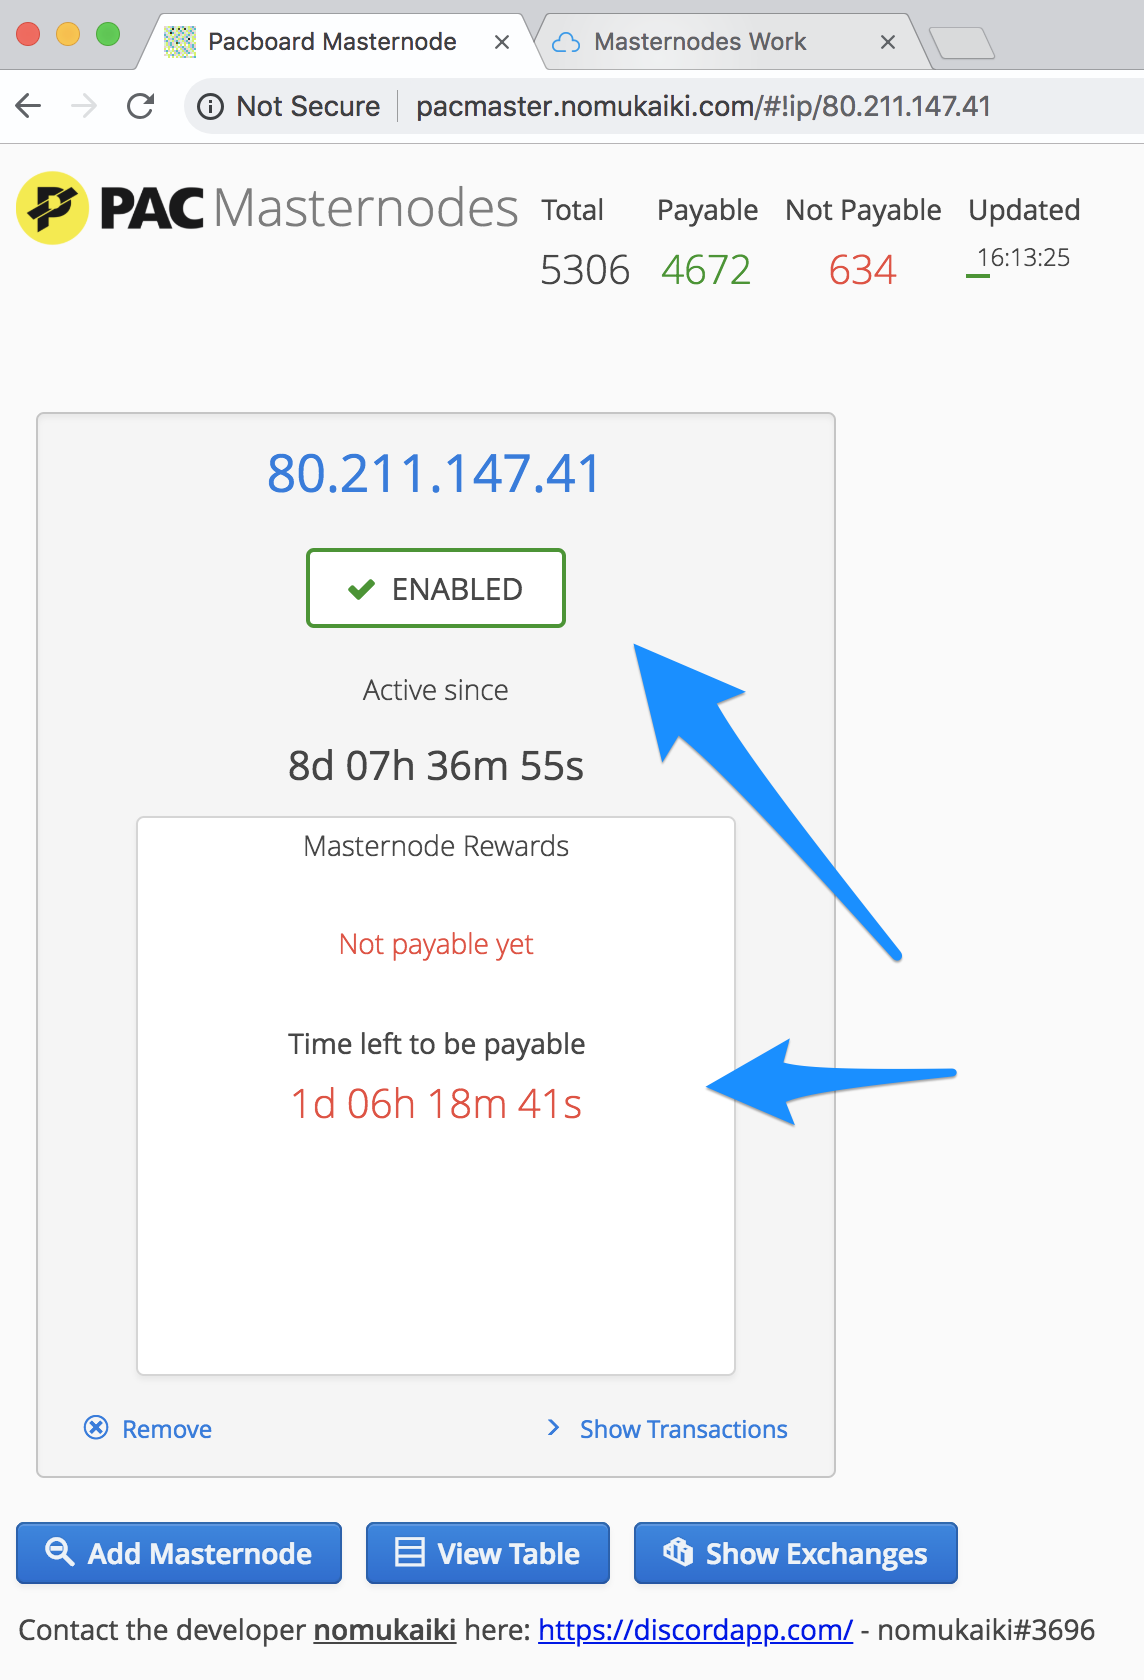 Pacboard Masternode
Masternodes Work
Not Secure pacmaster.nomukaiki.com/#!ip/80.211.147.41
PAC Masternodes
Total Payable Not Payable Updated
5306 4672 634 16:13:25
80.211.147.41
ENABLED
Active since
8d 07h 36m 55s
Masternode Rewards
Not payable yet
Time left to be payable
1d 06h 18m 41s
Remove Show Transactions
Add Masternode View Table Show Exchanges
Contact the developer nomukaiki here: https://discordapp.com/ - nomukaiki#3696